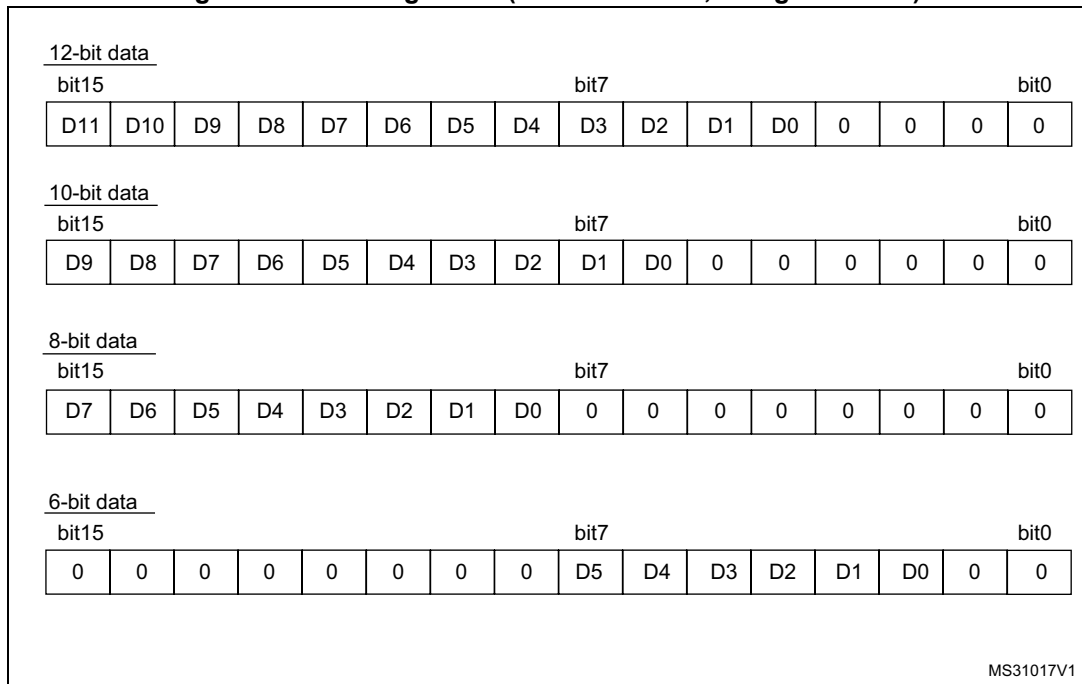 12-bit data
bit15 bit7 bit0
D11 D10 D9 D8 D7 D6 D5 D4 D3 D2 D1 D0 0 0 0 0
10-bit data
bit15 bit7 bit0
D9 D8 D7 D6 D5 D4 D3 D2 D1 D0 0 0 0 0 0 0
8-bit data
bit15 bit7 bit0
D7 D6 D5 D4 D3 D2 D1 D0 0 0 0 0 0 0 0 0
6-bit data
bit15 bit7 bit0
0 0 0 0 0 0 0 0 D5 D4 D3 D2 D1 D0 0 0
MS31017V1